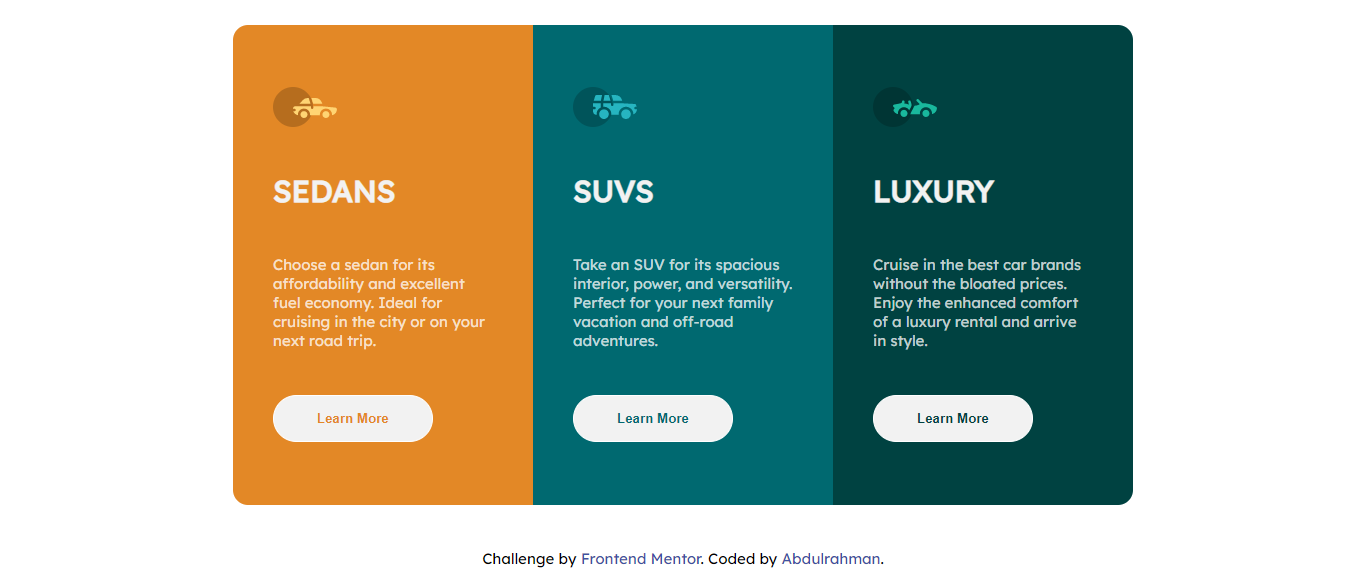 SEDANS
Choose a sedan for its
affordability and excellent
fuel economy. Ideal for
cruising in the city or on your
next road trip.
Learn More
SUVS
Take an SUV for its spacious
interior, power, and versatility.
Perfect for your next family
vacation and off-road
adventures.
Learn More
LUXURY
Cruise in the best car brands
without the bloated prices.
Enjoy the enhanced comfort
of a luxury rental and arrive
in style.
Learn More
Challenge by Frontend Mentor. Coded by Abdulrahman.